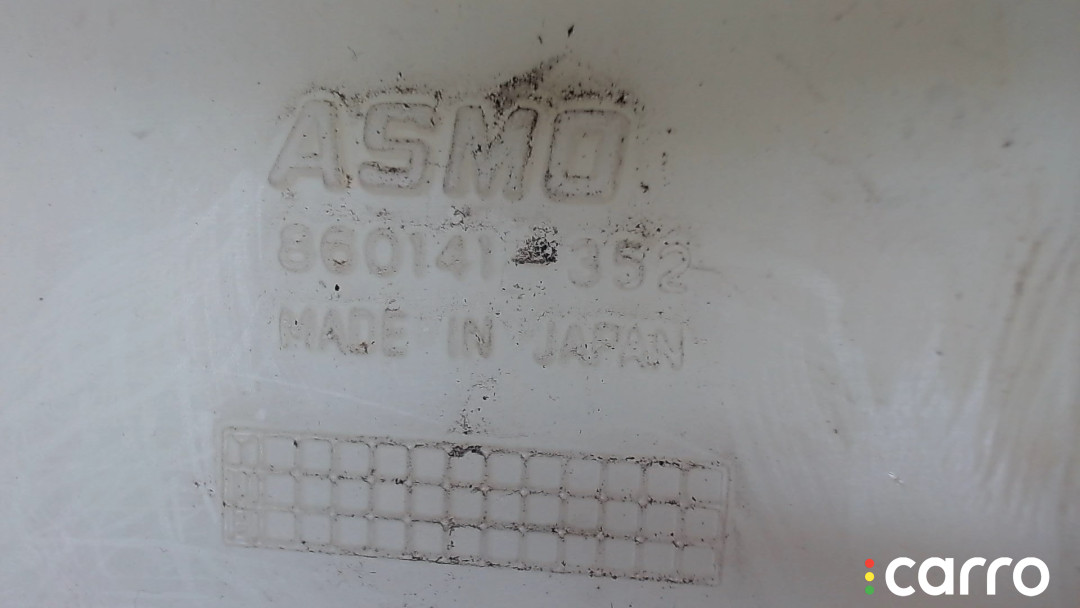 ASMO
860141-352
MADE IN JAPAN
carro